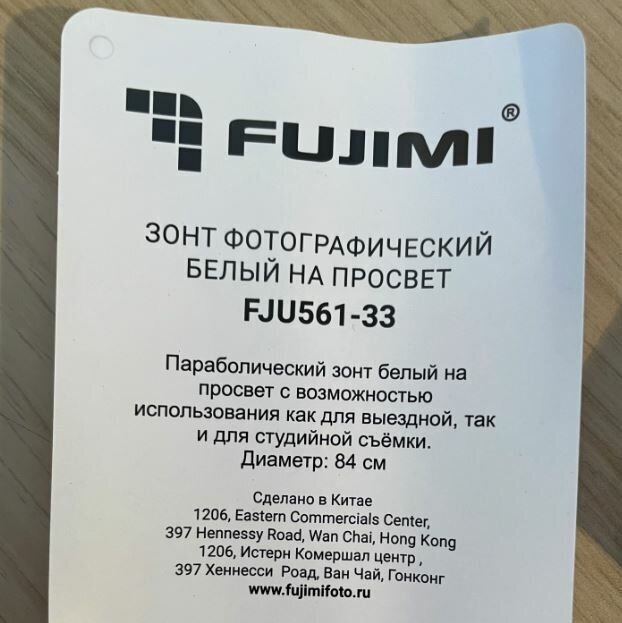 FUJIMI®
ЗОНТ ФОТОГРАФИЧЕСКИЙ
БЕЛЫЙ НА ПРОСВЕТ
FJU561-33
Параболический зонт белый на
просвет с возможностью
использования как для выездной, так
и для студийной съёмки.
Диаметр: 84 см
Сделано в Китае
1206, Eastern Commercials Center,
397 Hennessy Road, Wan Chai, Hong Kong
1206, Истерн Комершал центр ,
397 Хеннесси Роад, Ван Чай, Гонконг
www.fujimifoto.ru